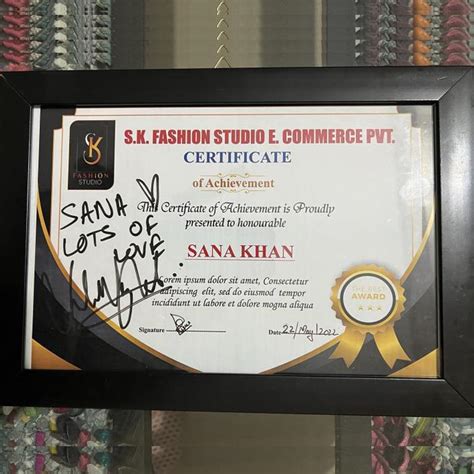 S.K. FASHION STUDIO E. COMMERCE PVT.
SK
FASHION
STUDIO
CERTIFICATE
of Achievement
This Certificate of Achievement is Proudly
presented to honourable
SANA KHAN
SANA
LOTS OF
LOVE
Lorem ipsum dolor sit amet, Consectetur
adipiscing elit, sed do eiusmod tempor
incididunt ut labore et dolore mogna aliqua
THE BEST
AWARD
Signature
Date 22/May/2022